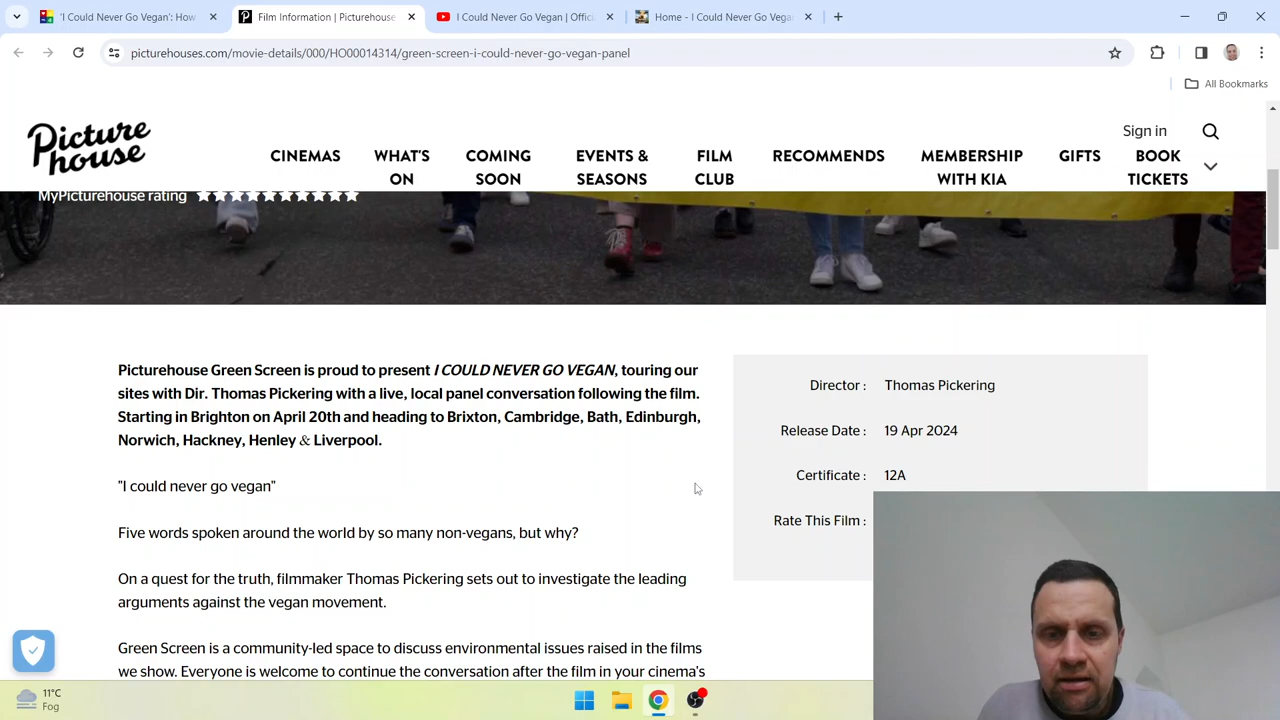 I Could Never Go Vegan': How
Film Information | Picturehouse
I Could Never Go Vegan | Offic
Home - I Could Never Go Vega
picturehouses.com/movie-details/000/HO00014314/green-screen-i-could-never-go-vegan-panel
All Bookmarks
Picture
house
Sign in
CINEMAS
WHAT'S
ON
COMING
SOON
EVENTS &
SEASONS
FILM
CLUB
RECOMMENDS
MEMBERSHIP
WITH KIA
GIFTS
BOOK
TICKETS
MyPicturehouse rating
Picturehouse Green Screen is proud to present I COULD NEVER GO VEGAN, touring our
sites with Dir. Thomas Pickering with a live, local panel conversation following the film.
Starting in Brighton on April 20th and heading to Brixton, Cambridge, Bath, Edinburgh,
Norwich, Hackney, Henley & Liverpool.
"I could never go vegan"
Five words spoken around the world by so many non-vegans, but why?
On a quest for the truth, filmmaker Thomas Pickering sets out to investigate the leading
arguments against the vegan movement.
Green Screen is a community-led space to discuss environmental issues raised in the films
we show. Everyone is welcome to continue the conversation after the film in your cinema's
Director : Thomas Pickering
Release Date : 19 Apr 2024
Certificate : 12A
Rate This Film :
11°C
Fog